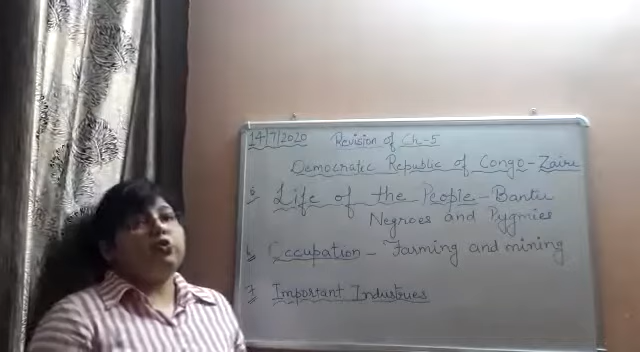 14/7/2020 Revision of Ch-5
Democratic Republic of Congo - Zaire
5. Life of the People - Bantu
Negroes and Pygmies
6. Occupation - Farming and mining
7. Important Industries